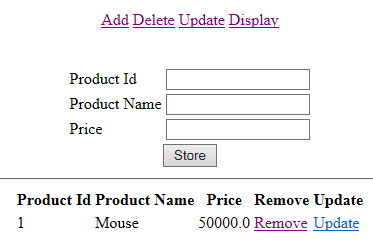 Add Delete Update Display
Product Id
Product Name
Price
Store
Product Id Product Name Price Remove Update
1 Mouse 50000.0 Remove Update